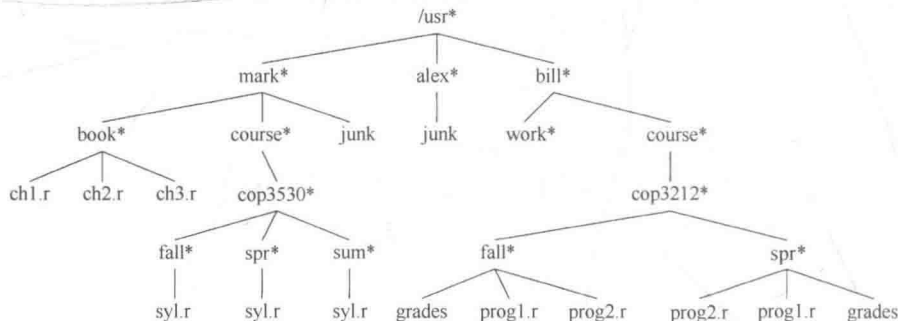 /usr*
mark* alex* bill*
book* course* junk junk work* course*
ch1.r ch2.r ch3.r cop3530* cop3212*
fall* spr* sum* fall* spr*
syl.r syl.r syl.r grades prog1.r prog2.r prog2.r prog1.r grades